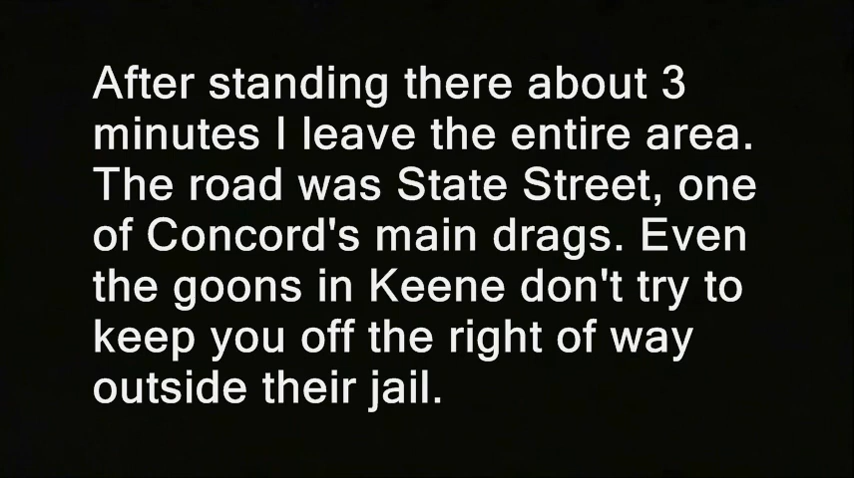 After standing there about 3
minutes I leave the entire area.
The road was State Street, one
of Concord's main drags. Even
the goons in Keene don't try to
keep you off the right of way
outside their jail.